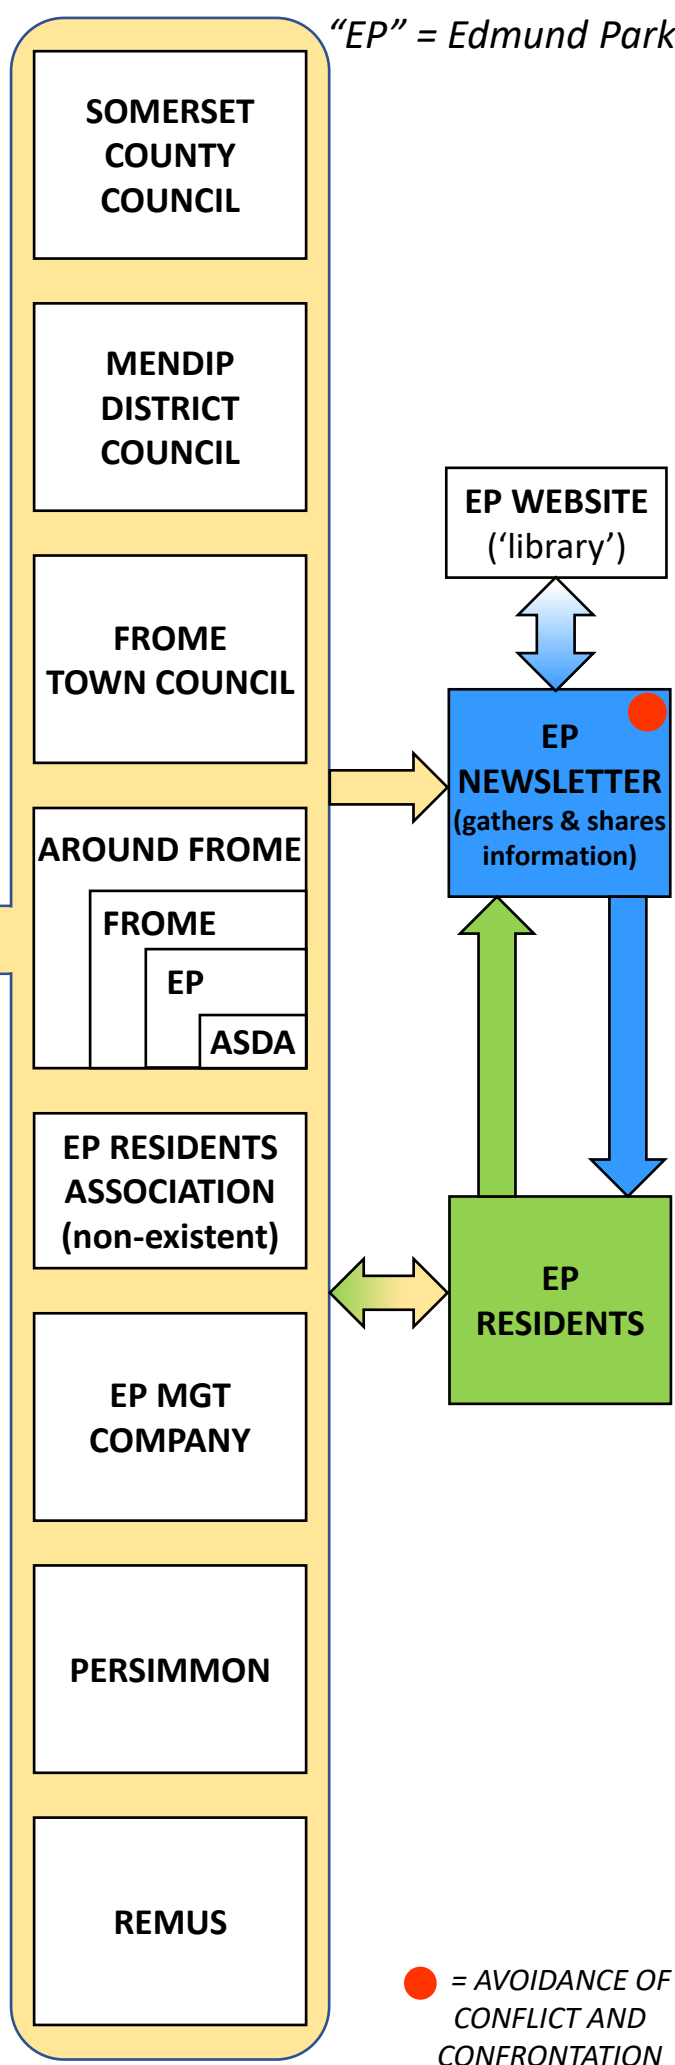 “EP” = Edmund Park
SOMERSET
COUNTY
COUNCIL
MENDIP
DISTRICT
COUNCIL
FROME
TOWN COUNCIL
AROUND FROME
FROME
EP
ASDA
EP RESIDENTS
ASSOCIATION
(non-existent)
EP MGT
COMPANY
PERSIMMON
REMUS
EP WEBSITE
(‘library’)
EP
NEWSLETTER
(gathers & shares
information)
EP
RESIDENTS
= AVOIDANCE OF
CONFLICT AND
CONFRONTATION